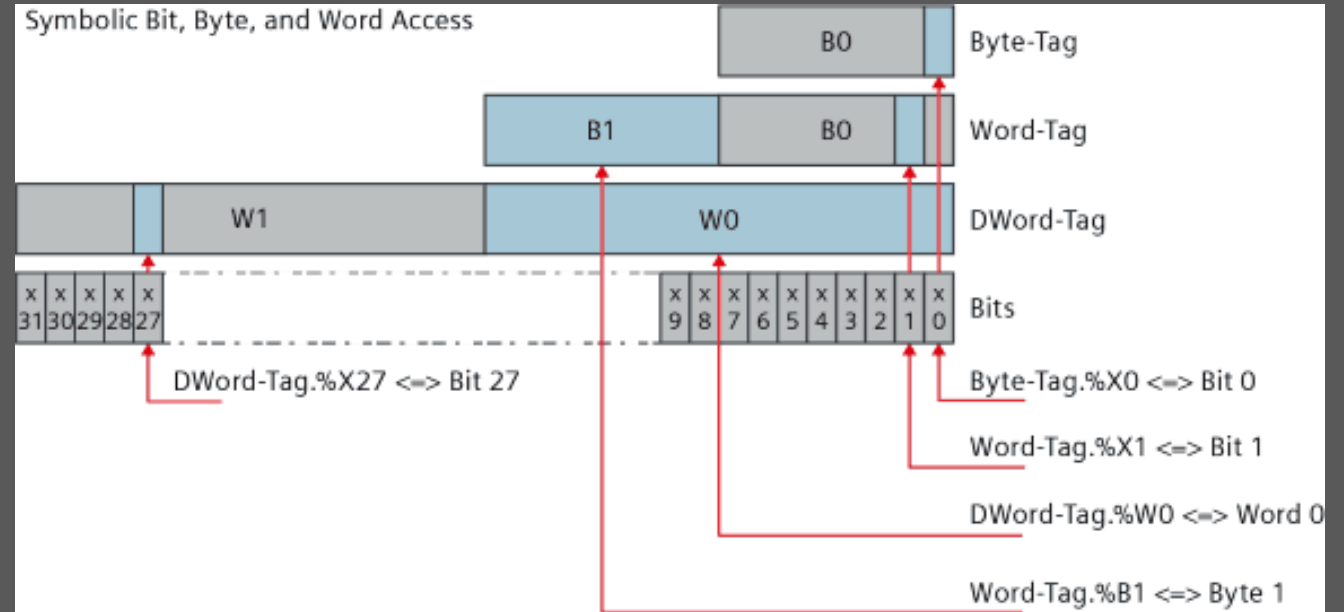 Symbolic Bit, Byte, and Word Access
B0 Byte-Tag
B1 B0 Word-Tag
W1 W0 DWord-Tag
x x x x x x x x x x x x x x x
31 30 29 28 27 9 8 7 6 5 4 3 2 1 0
Bits
DWord-Tag.%X27 <=> Bit 27
Byte-Tag.%X0 <=> Bit 0
Word-Tag.%X1 <=> Bit 1
DWord-Tag.%W0 <=> Word 0
Word-Tag.%B1 <=> Byte 1